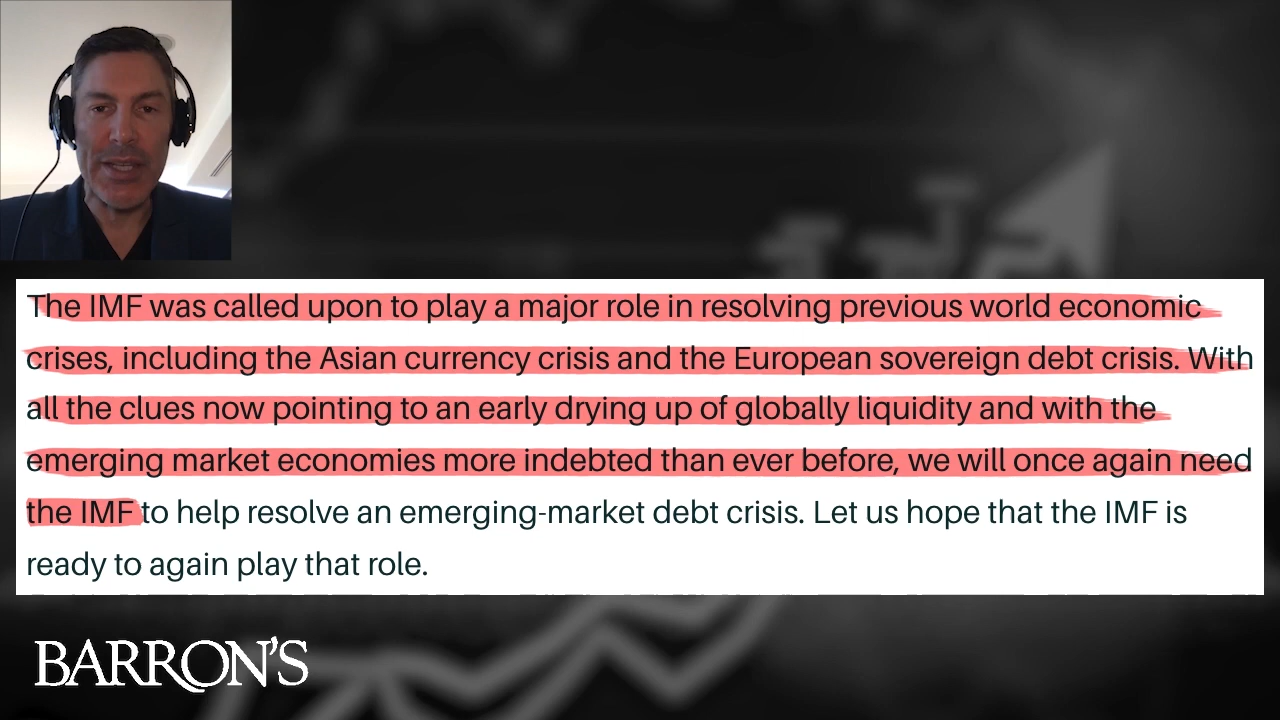 The IMF was called upon to play a major role in resolving previous world economic
crises, including the Asian currency crisis and the European sovereign debt crisis. With
all the clues now pointing to an early drying up of globally liquidity and with the
emerging market economies more indebted than ever before, we will once again need
the IMF to help resolve an emerging-market debt crisis. Let us hope that the IMF is
ready to again play that role.
BARRON'S